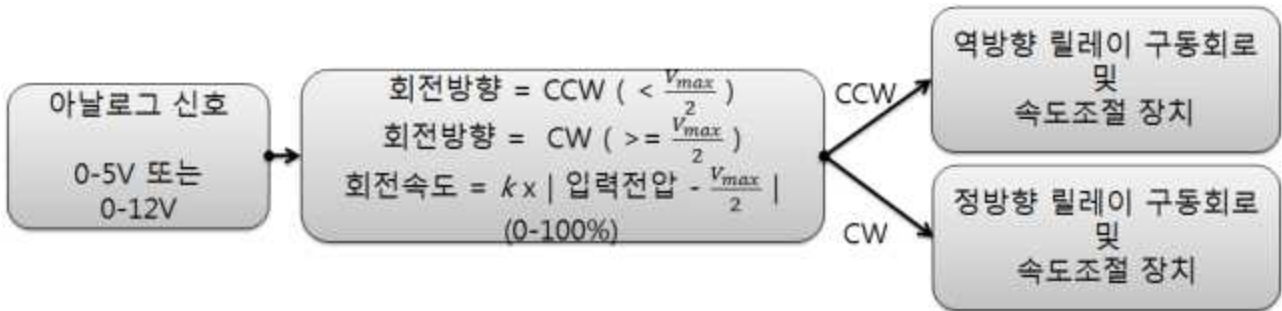 아날로그 신호
0-5V 또는
0-12V
회전방향 = CCW ( < V_max/2 )
회전방향 = CW ( >= V_max/2 )
회전속도 = k x | 입력전압 - V_max/2 |
(0-100%)
CCW
CW
역방향 릴레이 구동회로
및
속도조절 장치
정방향 릴레이 구동회로
및
속도조절 장치